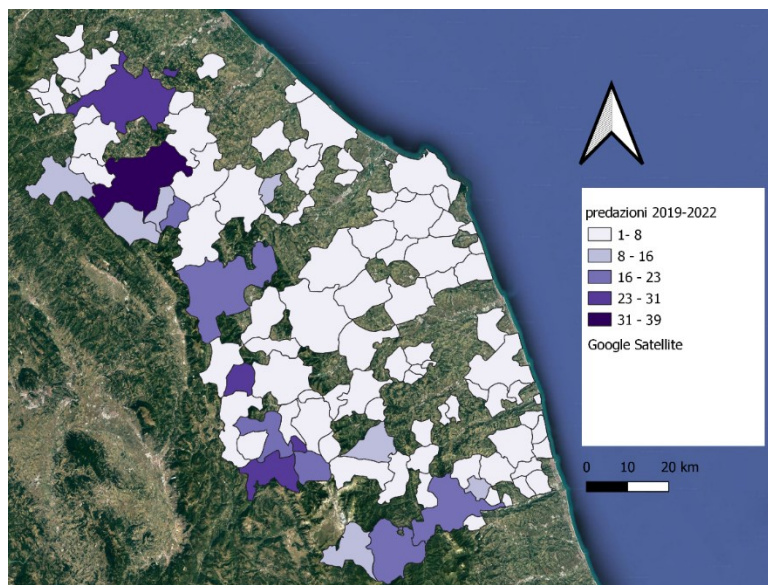 predazioni 2019-2022
1- 8
8 - 16
16 - 23
23 - 31
31 - 39
Google Satellite
0 10 20 km